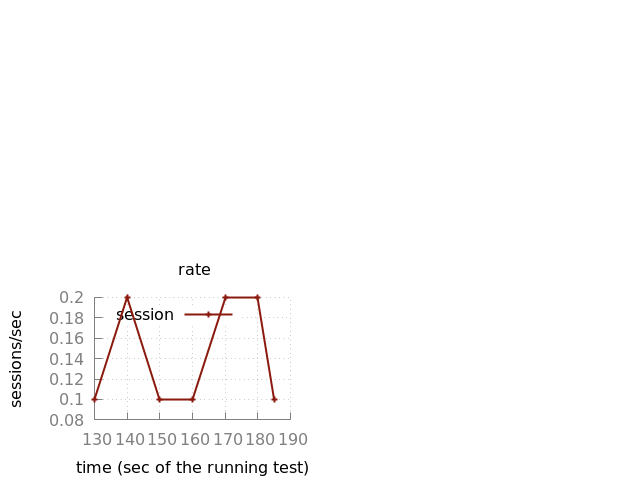 rate
0.2
session
0.18
0.16
0.14
0.12
0.1
0.08
sessions/sec
130 140 150 160 170 180 190
time (sec of the running test)